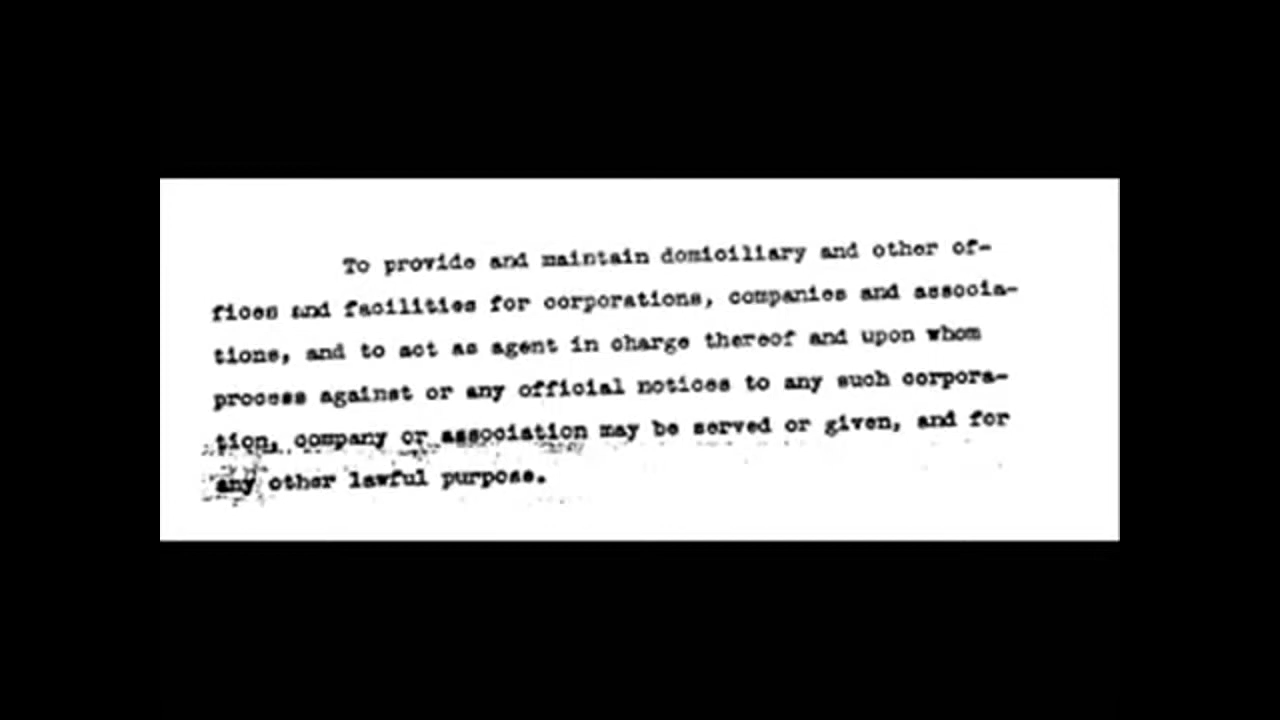 To provide and maintain domiciliary and other of-
fices and facilities for corporations, companies and associa-
tions, and to act as agent in charge thereof and upon whom
process against or any official notices to any such corpora-
tion, company or association may be served or given, and for
any other lawful purpose.